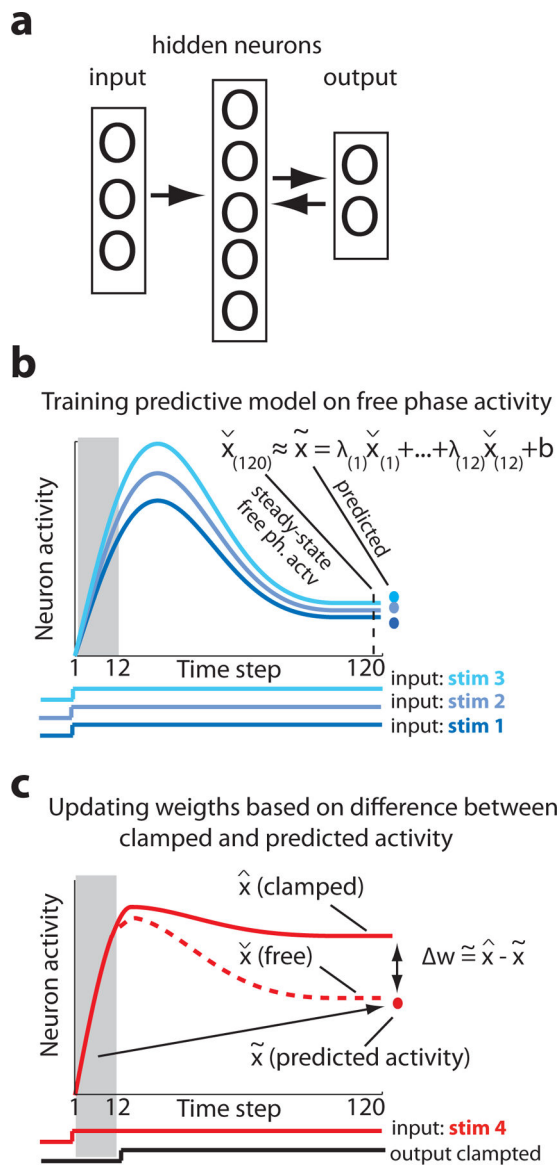 a
hidden neurons
input
output
b
Training predictive model on free phase activity
x̌(120) ≈ x̃ = λ(1)x̌(1)+...+λ(12)x̌(12)+b
steady-state
free ph. actv
predicted
Neuron activity
1 12 Time step 120
input: stim 3
input: stim 2
input: stim 1
c
Updating weigths based on difference between
clamped and predicted activity
x̂ (clamped)
x̌ (free)
Δw ≅ x̂ - x̃
x̃ (predicted activity)
Neuron activity
1 12 Time step 120
input: stim 4
output clampted